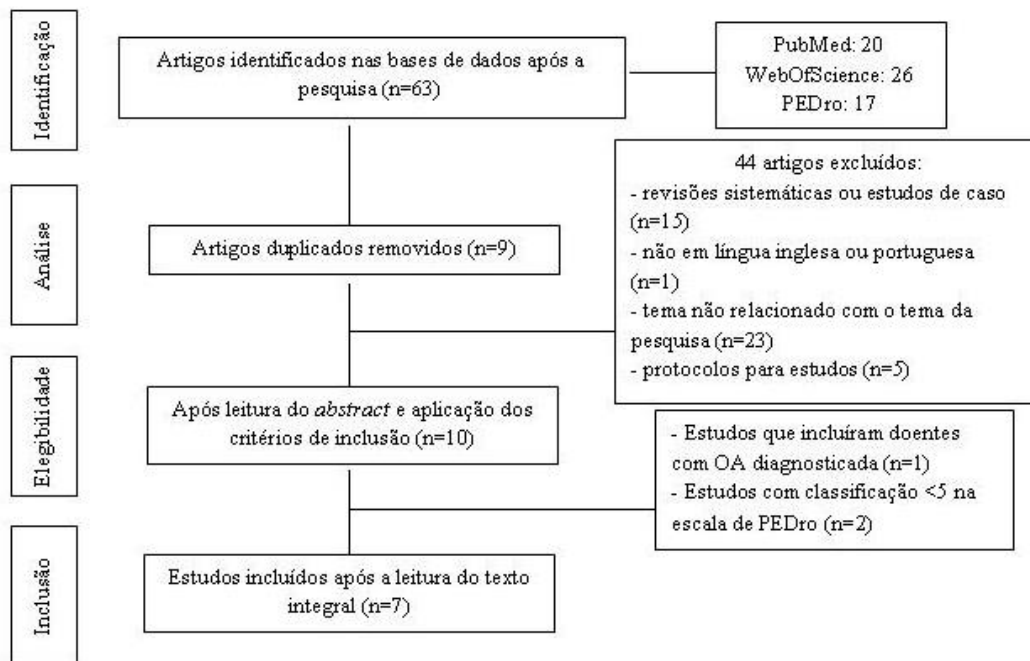 Identificação
Artigos identificados nas bases de dados após a
pesquisa (n=63)
PubMed: 20
WebOfScience: 26
PEDro: 17
Análise
Artigos duplicados removidos (n=9)
44 artigos excluídos:
- revisões sistemáticas ou estudos de caso
(n=15)
- não em língua inglesa ou portuguesa
(n=1)
- tema não relacionado com o tema da
pesquisa (n=23)
- protocolos para estudos (n=5)
Elegibilidade
Após leitura do abstract e aplicação dos
critérios de inclusão (n=10)
- Estudos que incluíram doentes
com OA diagnosticada (n=1)
- Estudos com classificação <5 na
escala de PEDro (n=2)
Inclusão
Estudos incluídos após a leitura do texto
integral (n=7)